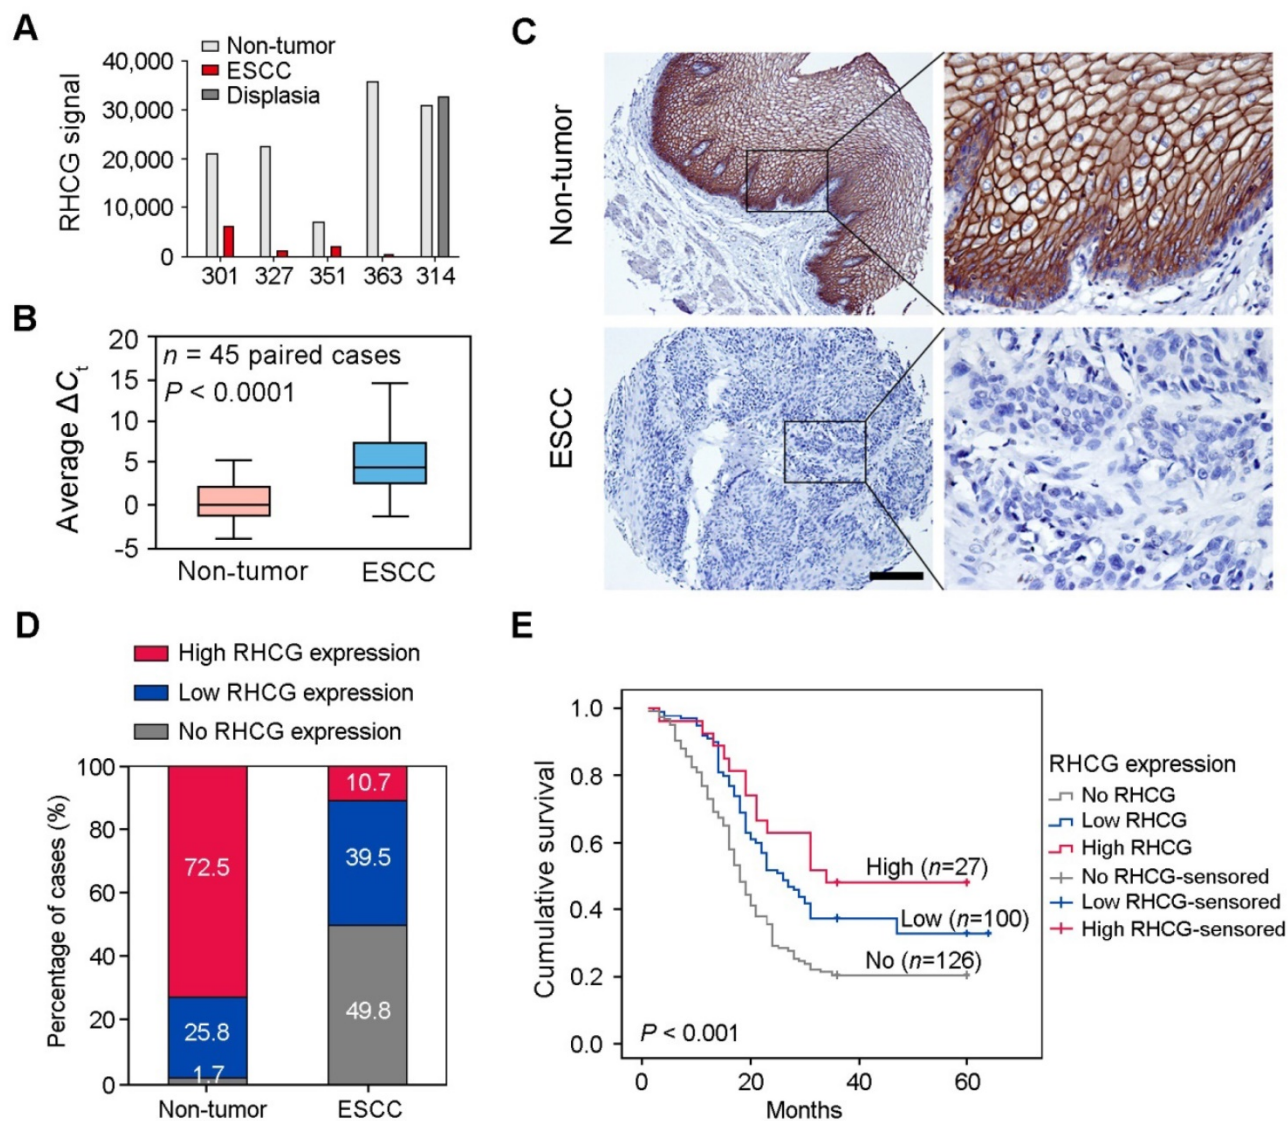 A
Non-tumor
ESCC
Displasia
RHCG signal
40,000
30,000
20,000
10,000
0
301 327 351 363 314
B
Average ΔCt
20
15
10
5
0
-5
n = 45 paired cases
P < 0.0001
Non-tumor ESCC
C
Non-tumor
ESCC
D
High RHCG expression
Low RHCG expression
No RHCG expression
Percentage of cases (%)
100
80
60
40
20
0
72.5
25.8
1.7
10.7
39.5
49.8
Non-tumor ESCC
E
Cumulative survival
1.0
0.8
0.6
0.4
0.2
0.0
High (n=27)
Low (n=100)
No (n=126)
P < 0.001
0 20 40 60
Months
RHCG expression
No RHCG
Low RHCG
High RHCG
No RHCG-sensored
Low RHCG-sensored
High RHCG-sensored